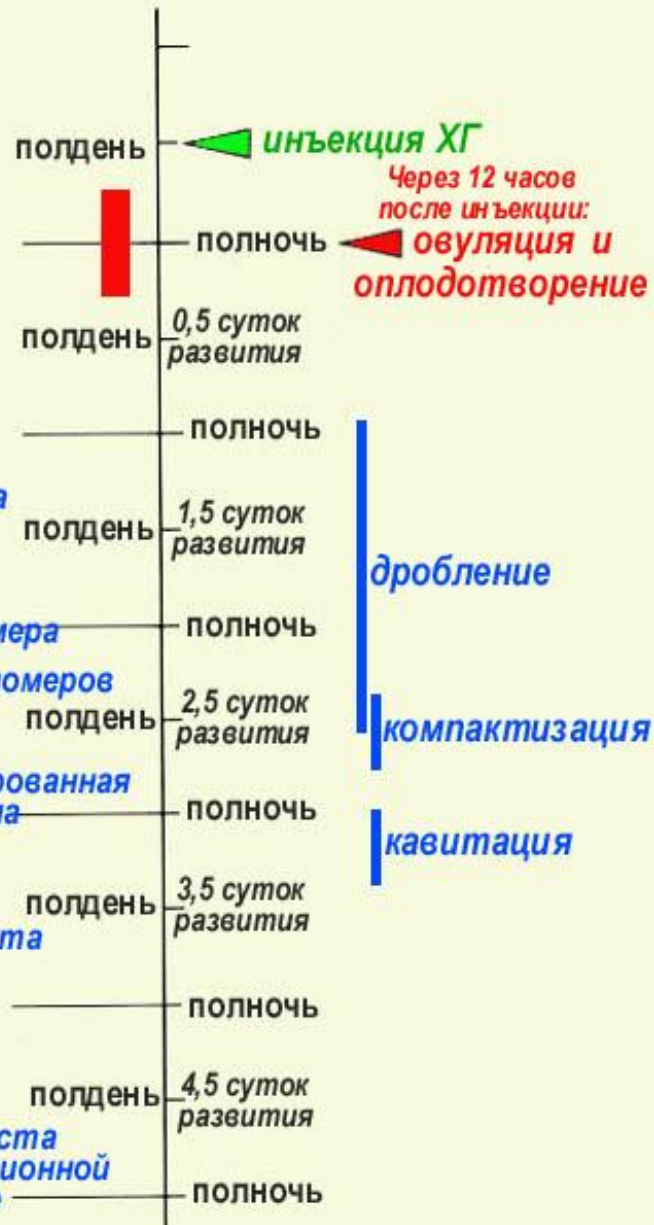 полдень
инъекция ХГ
Через 12 часов
после инъекции:
полночь
овуляция и
оплодотворение
полдень
0,5 суток
развития
полночь
полдень
1,5 суток
развития
дробление
полночь
2,5 суток
полдень
развития
компактизация
полночь
кавитация
полдень
3,5 суток
развития
полночь
полдень
4,5 суток
развития
полночь